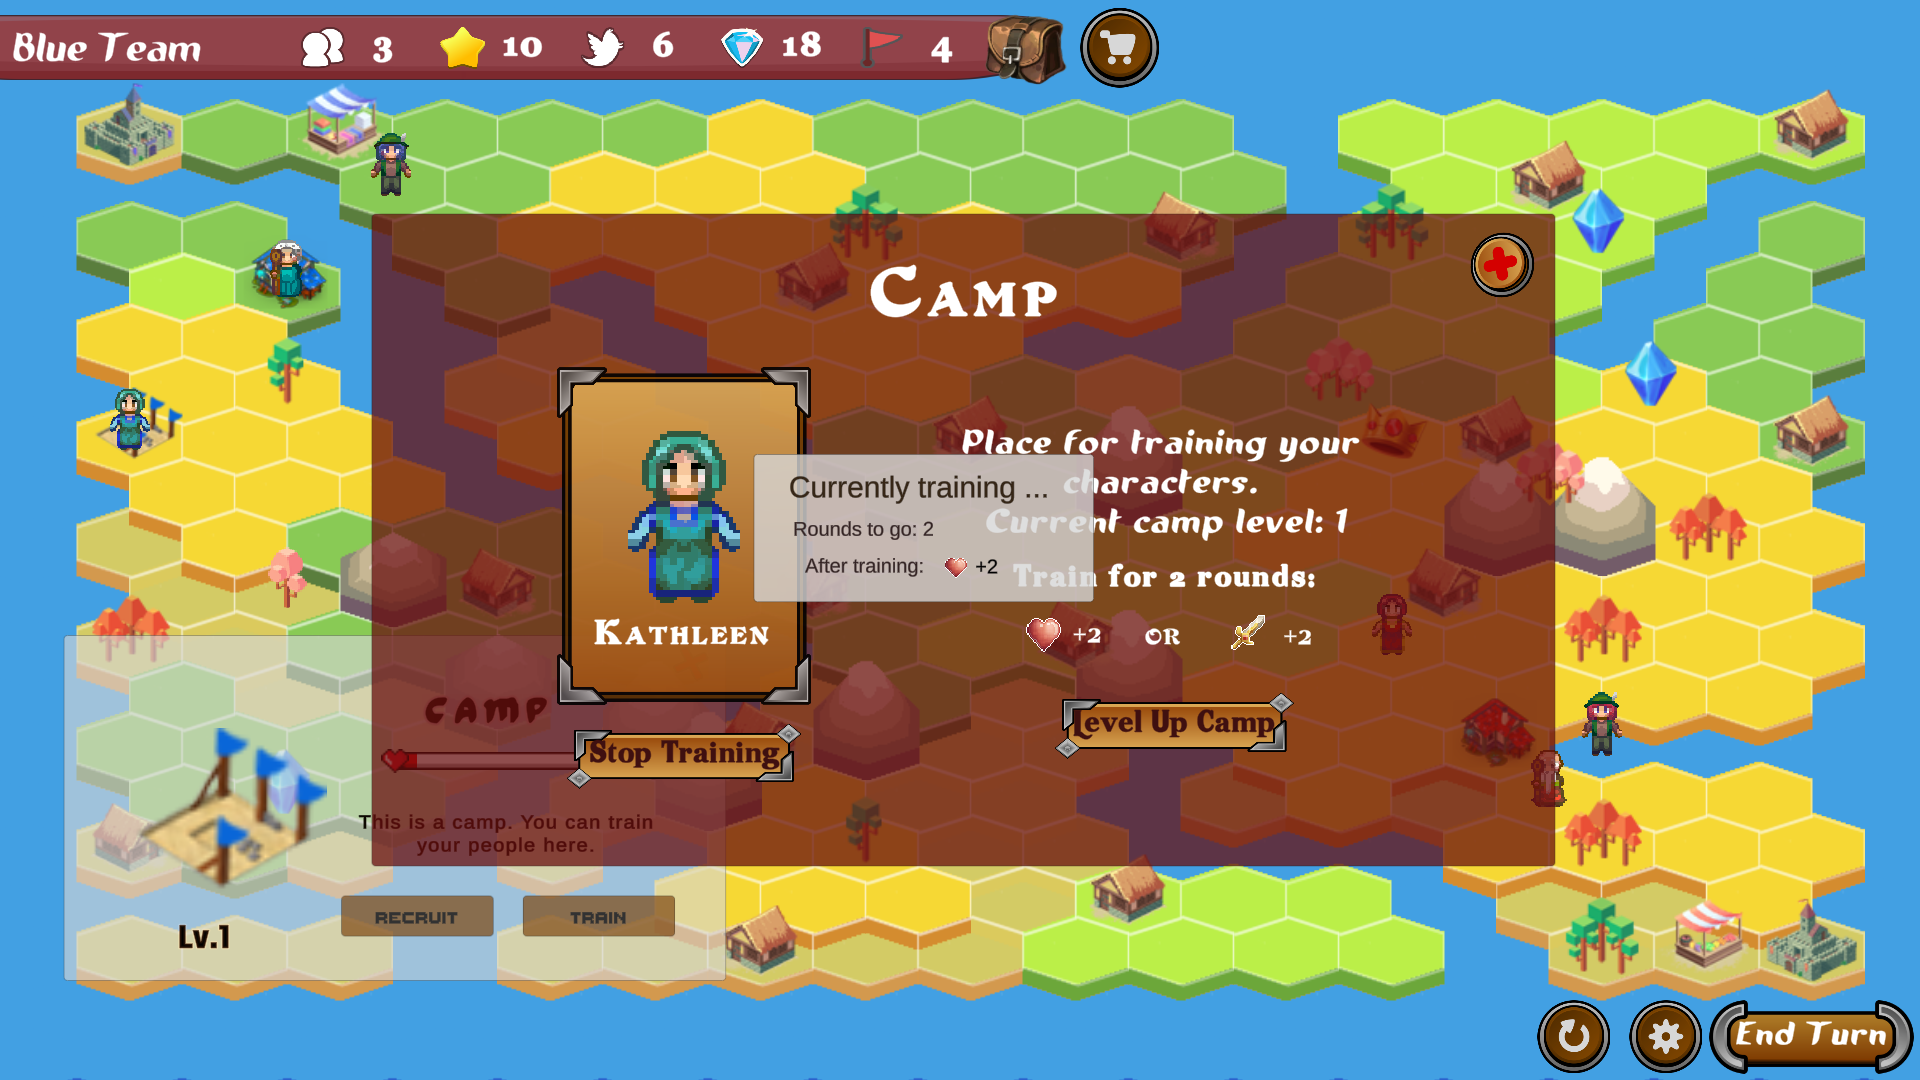 Blue Team 3 10 6 18 4
Camp
Place for training your
characters.
Current camp level: 1
Currently training ...
Rounds to go: 2
After training: +2
Train for 2 rounds:
+2 OR +2
Kathleen
Level Up Camp
Stop Training
CAMP
This is a camp. You can train
your people here.
RECRUIT TRAIN
Lv.1
End Turn